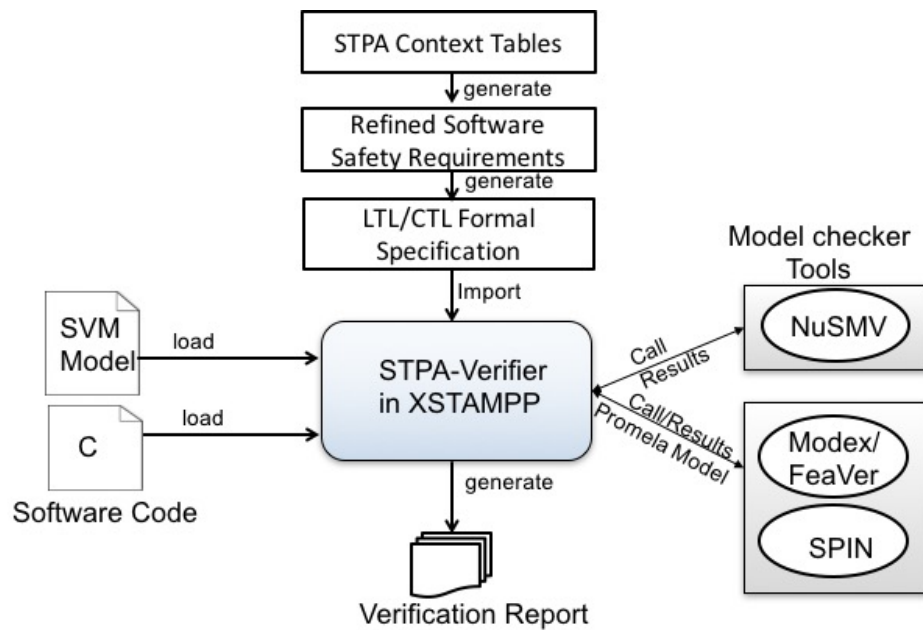 STPA Context Tables
generate
Refined Software
Safety Requirements
generate
LTL/CTL Formal
Specification
Import
Model checker
Tools
NuSMV
SVM
Model
load
STPA-Verifier
in XSTAMPP
Call
Results
C
load
Call/Results
Promela Model
Modex/
FeaVer
SPIN
Software Code
generate
Verification Report